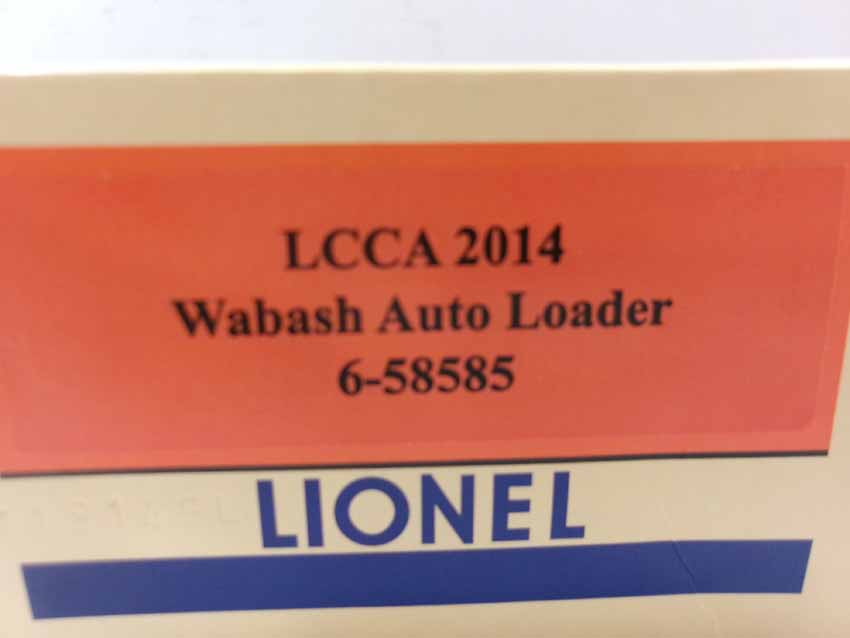 LCCA 2014
Wabash Auto Loader
6-58585
LIONEL